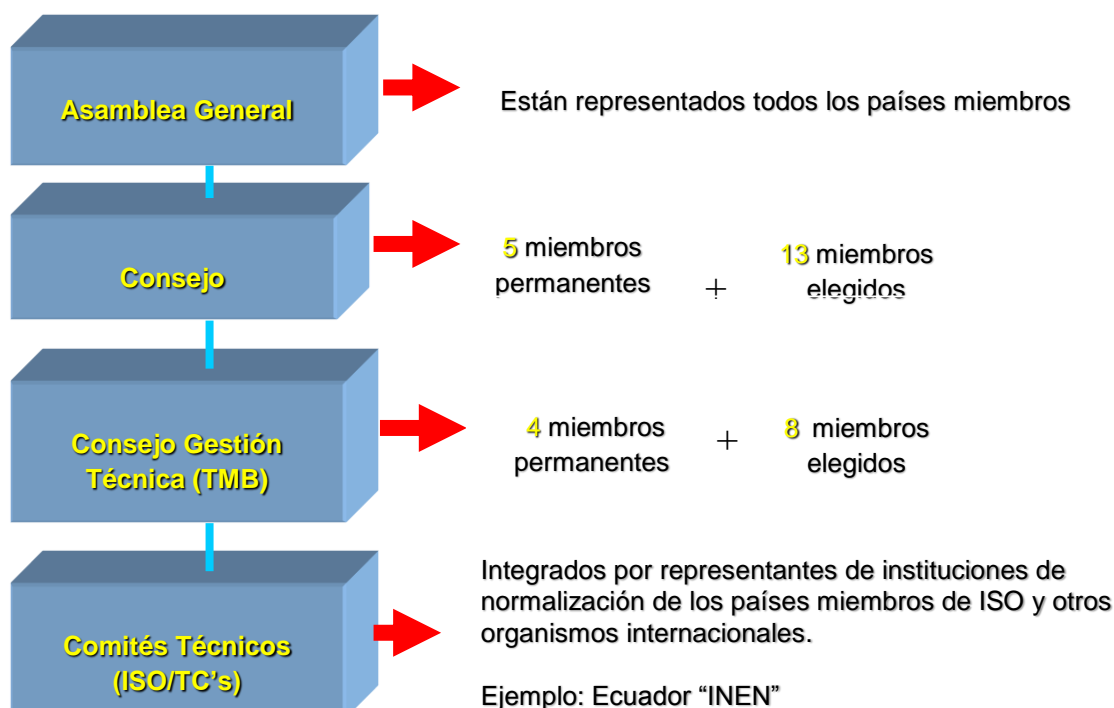 Asamblea General
Están representados todos los países miembros
Consejo
5 miembros
permanentes
+
13 miembros
elegidos
Consejo Gestión
Técnica (TMB)
4 miembros
permanentes
+
8 miembros
elegidos
Comités Técnicos
(ISO/TC’s)
Integrados por representantes de instituciones de
normalización de los países miembros de ISO y otros
organismos internacionales.
Ejemplo: Ecuador “INEN”